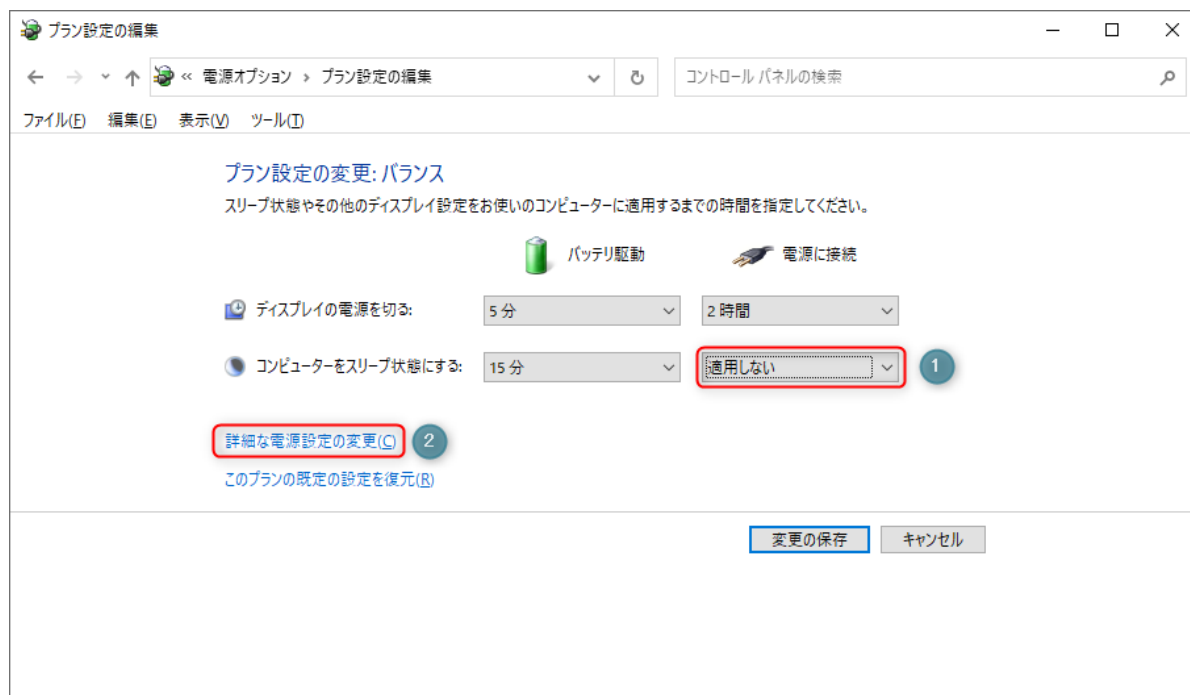 プラン設定の編集
« 電源オプション › プラン設定の編集
コントロール パネルの検索
ファイル(F) 編集(E) 表示(V) ツール(T)
プラン設定の変更: バランス
スリープ状態やその他のディスプレイ設定をお使いのコンピューターに適用するまでの時間を指定してください。
バッテリ駆動 電源に接続
ディスプレイの電源を切る: 5 分 2 時間
コンピューターをスリープ状態にする: 15 分 適用しない 1
詳細な電源設定の変更(C) 2
このプランの既定の設定を復元(R)
変更の保存 キャンセル